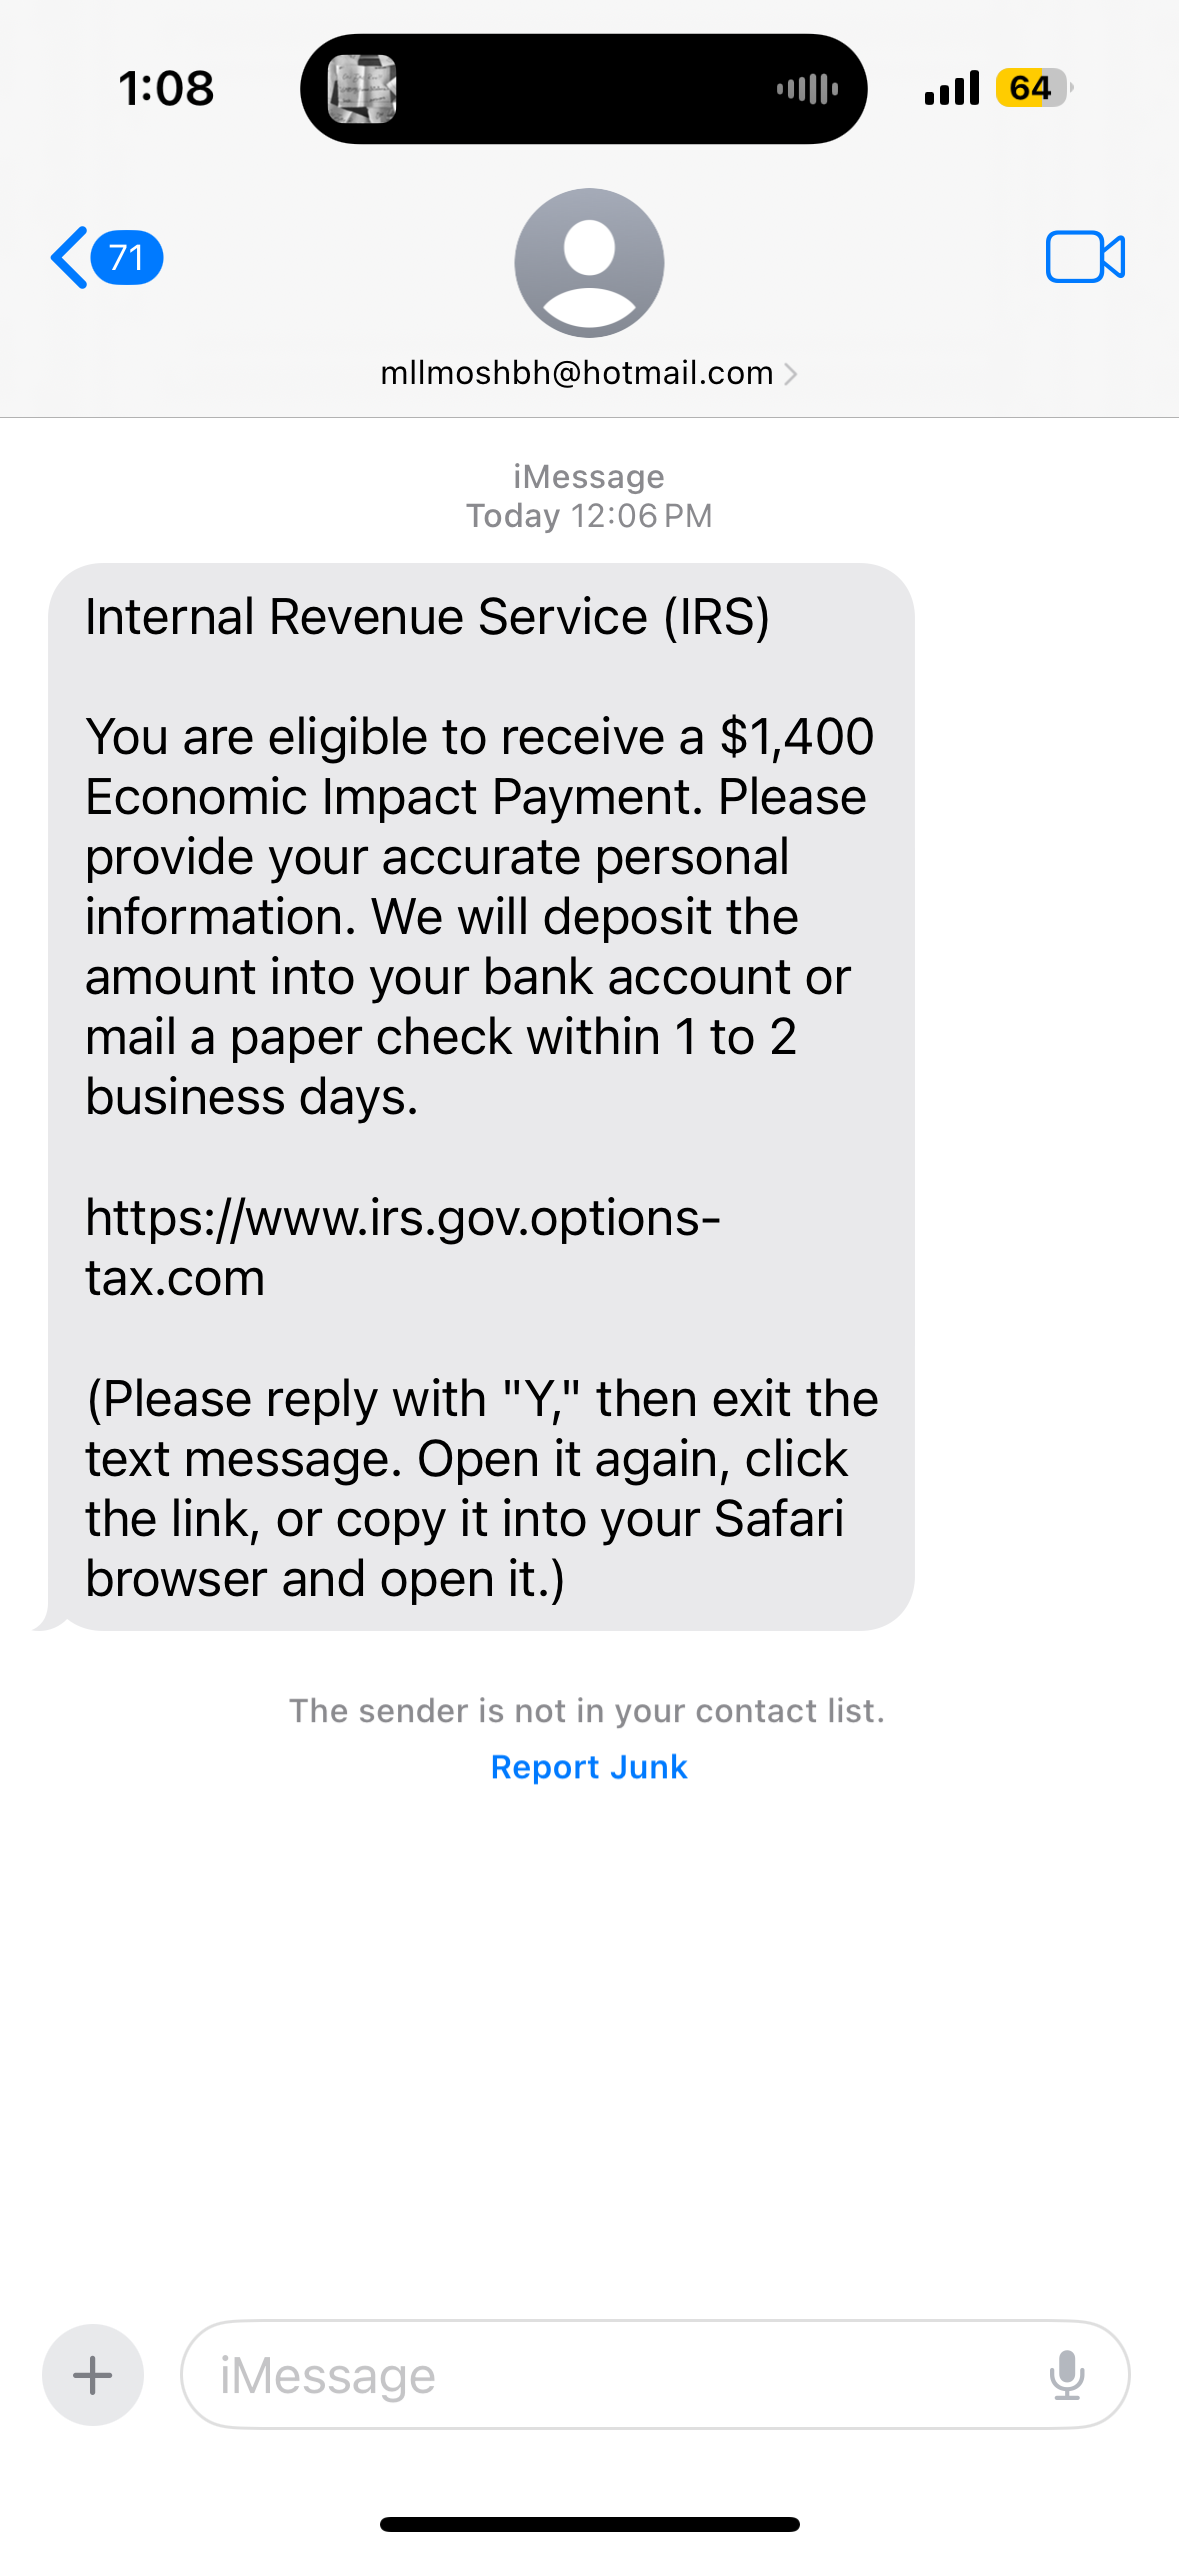 1:08
64
71
mllmoshbh@hotmail.com
iMessage
Today 12:06 PM
Internal Revenue Service (IRS)
You are eligible to receive a $1,400
Economic Impact Payment. Please
provide your accurate personal
information. We will deposit the
amount into your bank account or
mail a paper check within 1 to 2
business days.
https://www.irs.gov.options-
tax.com
(Please reply with "Y," then exit the
text message. Open it again, click
the link, or copy it into your Safari
browser and open it.)
The sender is not in your contact list.
Report Junk
iMessage